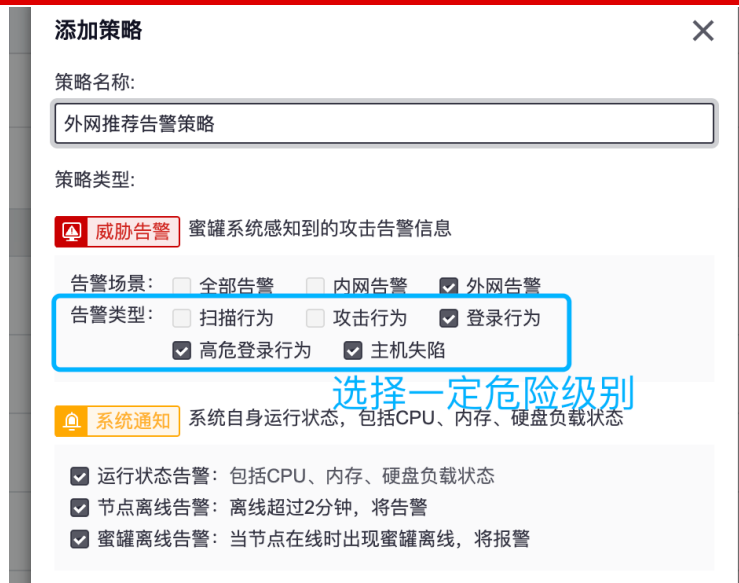 添加策略
策略名称:
外网推荐告警策略
策略类型:
威胁告警 蜜罐系统感知到的攻击告警信息
告警场景: 全部告警 内网告警 外网告警
告警类型: 扫描行为 攻击行为 登录行为
高危登录行为 主机失陷
选择一定危险级别
系统通知 系统自身运行状态，包括CPU、内存、硬盘负载状态
运行状态告警：包括CPU、内存、硬盘负载状态
节点离线告警：离线超过2分钟，将告警
蜜罐离线告警：当节点在线时出现蜜罐离线，将报警